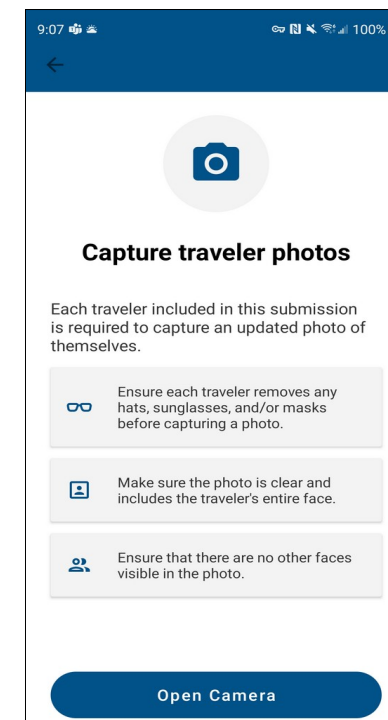 9:07 100%
Capture traveler photos
Each traveler included in this submission
is required to capture an updated photo of
themselves.
Ensure each traveler removes any
hats, sunglasses, and/or masks
before capturing a photo.
Make sure the photo is clear and
includes the traveler's entire face.
Ensure that there are no other faces
visible in the photo.
Open Camera